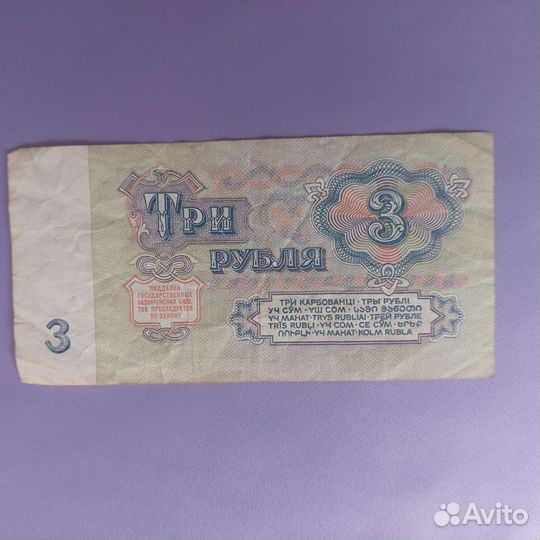 ТРИ
РУБЛЯ
3
ПОДДЕЛКА
ГОСУДАРСТВЕННЫХ
КАЗНАЧЕЙСКИХ БИЛЕ-
ТОВ ПРЕСЛЕДУЕТСЯ
ПО ЗАКОНУ
ТРИ КАРБОВАНЦІ · ТРЫ РУБЛІ
УЧ СЎМ · ҮШ СОМ · ᲡᲐᲛᲘ ᲛᲐᲜᲔᲗᲘ
ҮЧ МАНАТ · TRYS RUBLIAI · ТРЕЙ РУБЛЕ
TRĪS RUBĻI · ҮЧ СОМ · СЕ СӮМ · ԵՐԵՔ
ՌՈՒԲԼԻ · ҮЧ МАНАТ · KOLM RUBLA
3
Avito